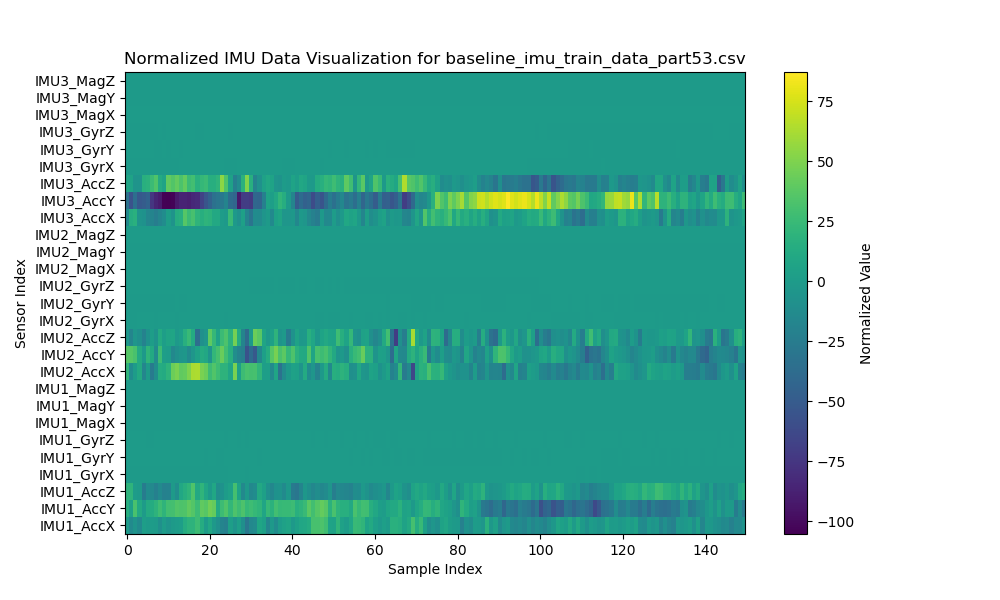 Normalized IMU Data Visualization for baseline_imu_train_data_part53.csv
IMU3_MagZ
IMU3_MagY
IMU3_MagX
IMU3_GyrZ
IMU3_GyrY
IMU3_GyrX
IMU3_AccZ
IMU3_AccY
IMU3_AccX
IMU2_MagZ
IMU2_MagY
IMU2_MagX
IMU2_GyrZ
IMU2_GyrY
IMU2_GyrX
IMU2_AccZ
IMU2_AccY
IMU2_AccX
IMU1_MagZ
IMU1_MagY
IMU1_MagX
IMU1_GyrZ
IMU1_GyrY
IMU1_GyrX
IMU1_AccZ
IMU1_AccY
IMU1_AccX
Sensor Index
0 20 40 60 80 100 120 140
Sample Index
75
50
25
0
−25
−50
−75
−100
Normalized Value